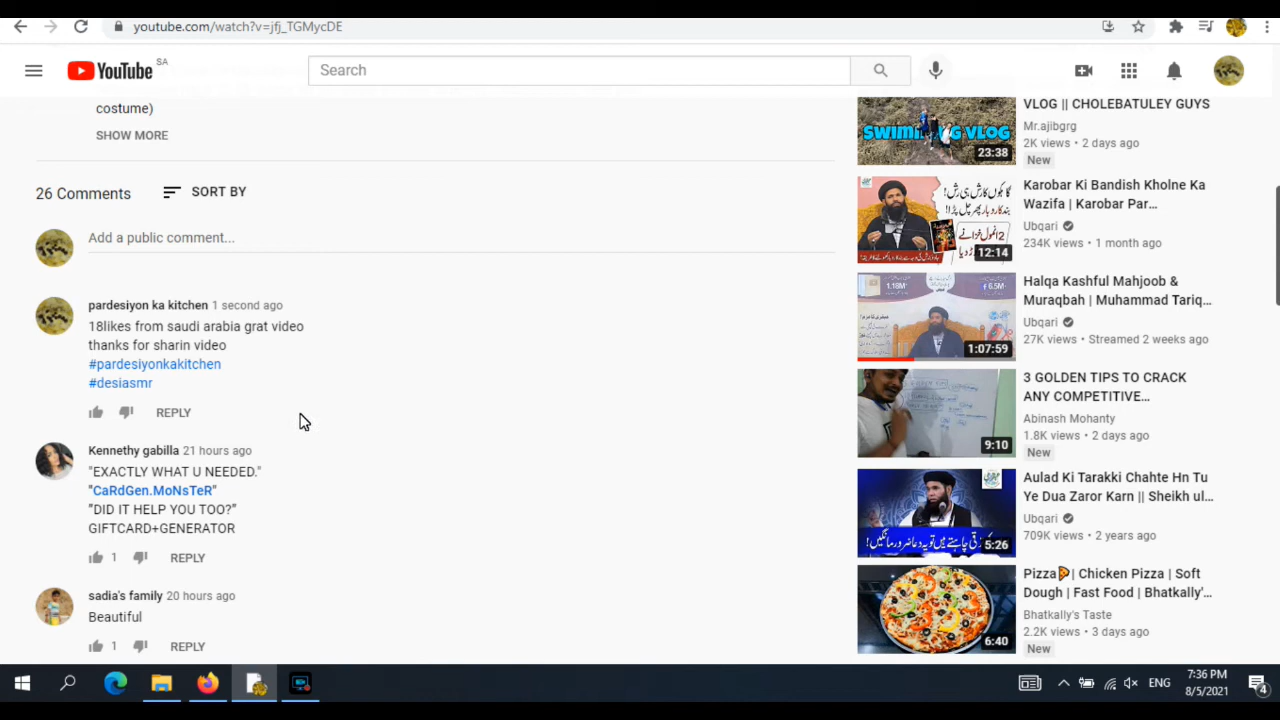 youtube.com/watch?v=jfj_TGMycDE
YouTube SA
Search
costume)
SHOW MORE
26 Comments
SORT BY
Add a public comment...
pardesiyon ka kitchen 1 second ago
18likes from saudi arabia grat video
thanks for sharin video
#pardesiyonkakitchen
#desiasmr
REPLY
Kennethy gabilla 21 hours ago
"EXACTLY WHAT U NEEDED."
"CaRdGen.MoNsTeR"
"DID IT HELP YOU TOO?"
GIFTCARD+GENERATOR
1 REPLY
sadia's family 20 hours ago
Beautiful
1 REPLY
SWIMING VLOG
23:38
VLOG || CHOLEBATULEY GUYS
Mr.ajibgrg
2K views • 2 days ago
New
12:14
Karobar Ki Bandish Kholne Ka
Wazifa | Karobar Par...
Ubqari
234K views • 1 month ago
1.18M
6.5M+
1:07:59
Halqa Kashful Mahjoob &
Muraqbah | Muhammad Tariq...
Ubqari
27K views • Streamed 2 weeks ago
9:10
3 GOLDEN TIPS TO CRACK
ANY COMPETITIVE...
Abinash Mohanty
1.8K views • 2 days ago
New
5:26
Aulad Ki Tarakki Chahte Hn Tu
Ye Dua Zaror Karn || Sheikh ul...
Ubqari
709K views • 2 years ago
6:40
Pizza🍕| Chicken Pizza | Soft
Dough | Fast Food | Bhatkally'...
Bhatkally's Taste
2.2K views • 3 days ago
New
ENG
7:36 PM
8/5/2021
4